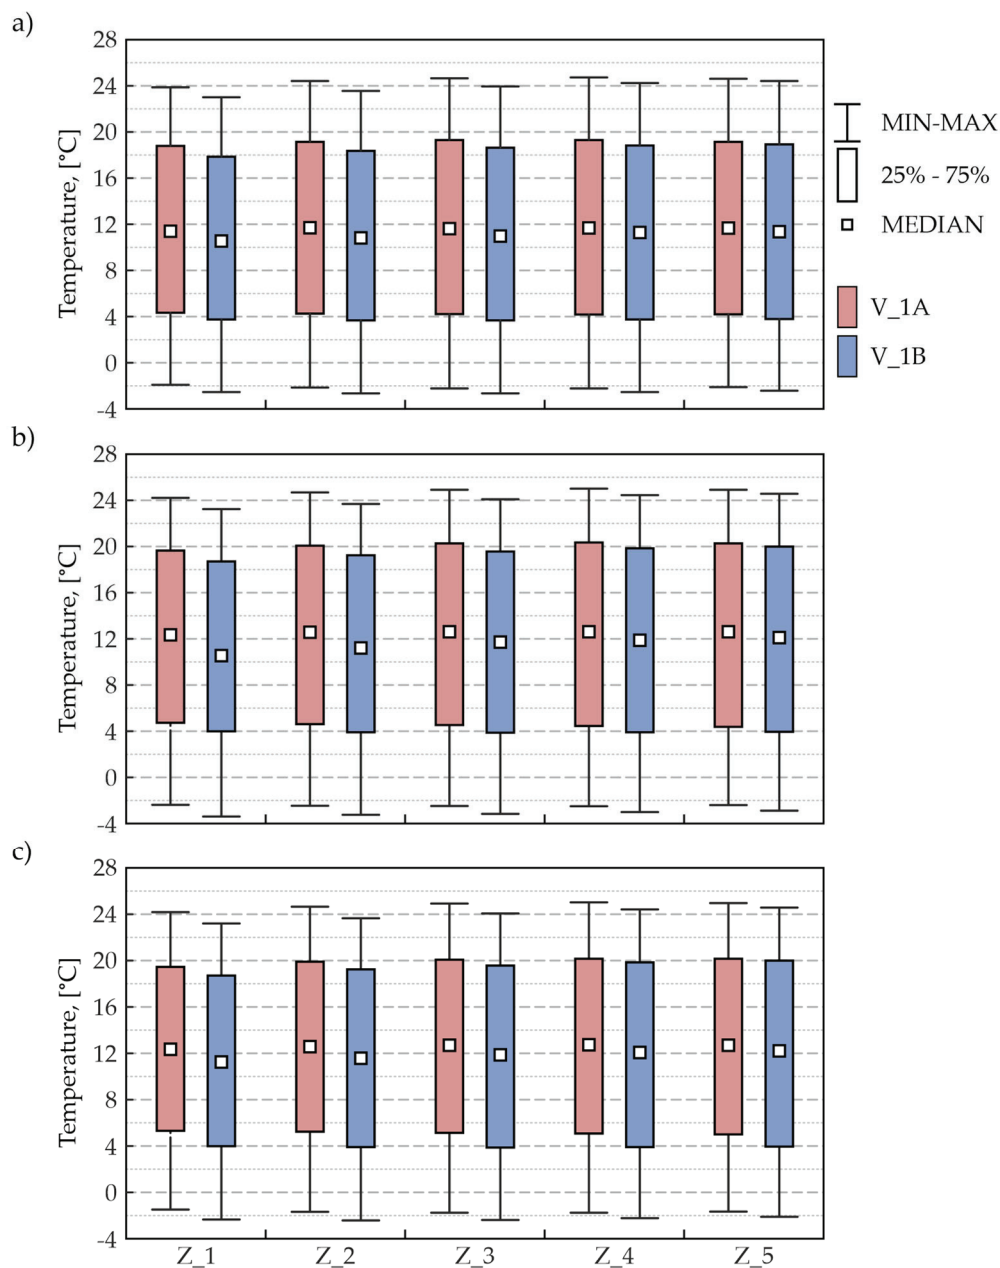 a)
28
24
20
16
12
8
4
0
-4
Temperature, [°C]
MIN-MAX
25% - 75%
MEDIAN
V_1A
V_1B
b)
28
24
20
16
12
8
4
0
-4
Temperature, [°C]
c)
28
24
20
16
12
8
4
0
-4
Temperature, [°C]
Z_1 Z_2 Z_3 Z_4 Z_5